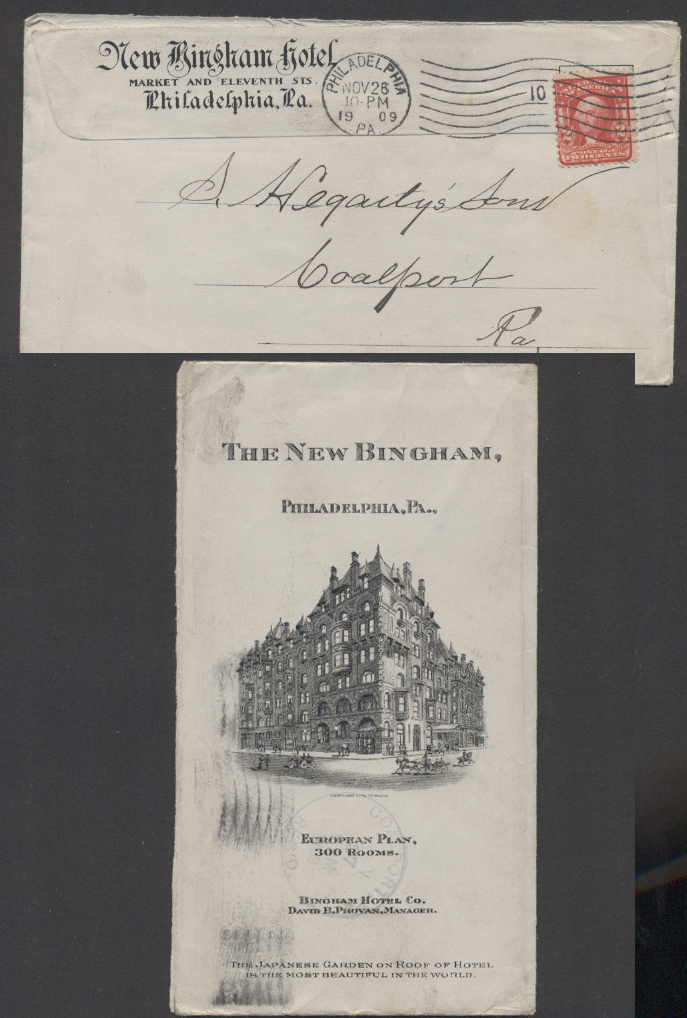 New Bingham Hotel
MARKET AND ELEVENTH STS.
Philadelphia, Pa.
PHILADELPHIA
NOV 26
10-PM
19 09
PA.
10
S. Hegarty's Sons
Coalport
Pa.
THE NEW BINGHAM,
PHILADELPHIA, PA.,
EUROPEAN PLAN,
300 ROOMS.
BINGHAM HOTEL CO.
DAVID B. PROVAN, MANAGER.
THE JAPANESE GARDEN ON ROOF OF HOTEL
IS THE MOST BEAUTIFUL IN THE WORLD.